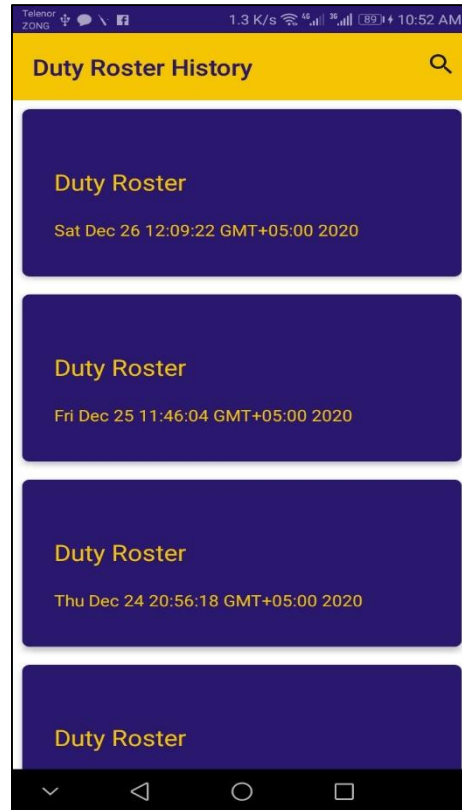 Telenor
ZONG
1.3 K/s 4G 3G 89 10:52 AM
Duty Roster History
Duty Roster
Sat Dec 26 12:09:22 GMT+05:00 2020
Duty Roster
Fri Dec 25 11:46:04 GMT+05:00 2020
Duty Roster
Thu Dec 24 20:56:18 GMT+05:00 2020
Duty Roster